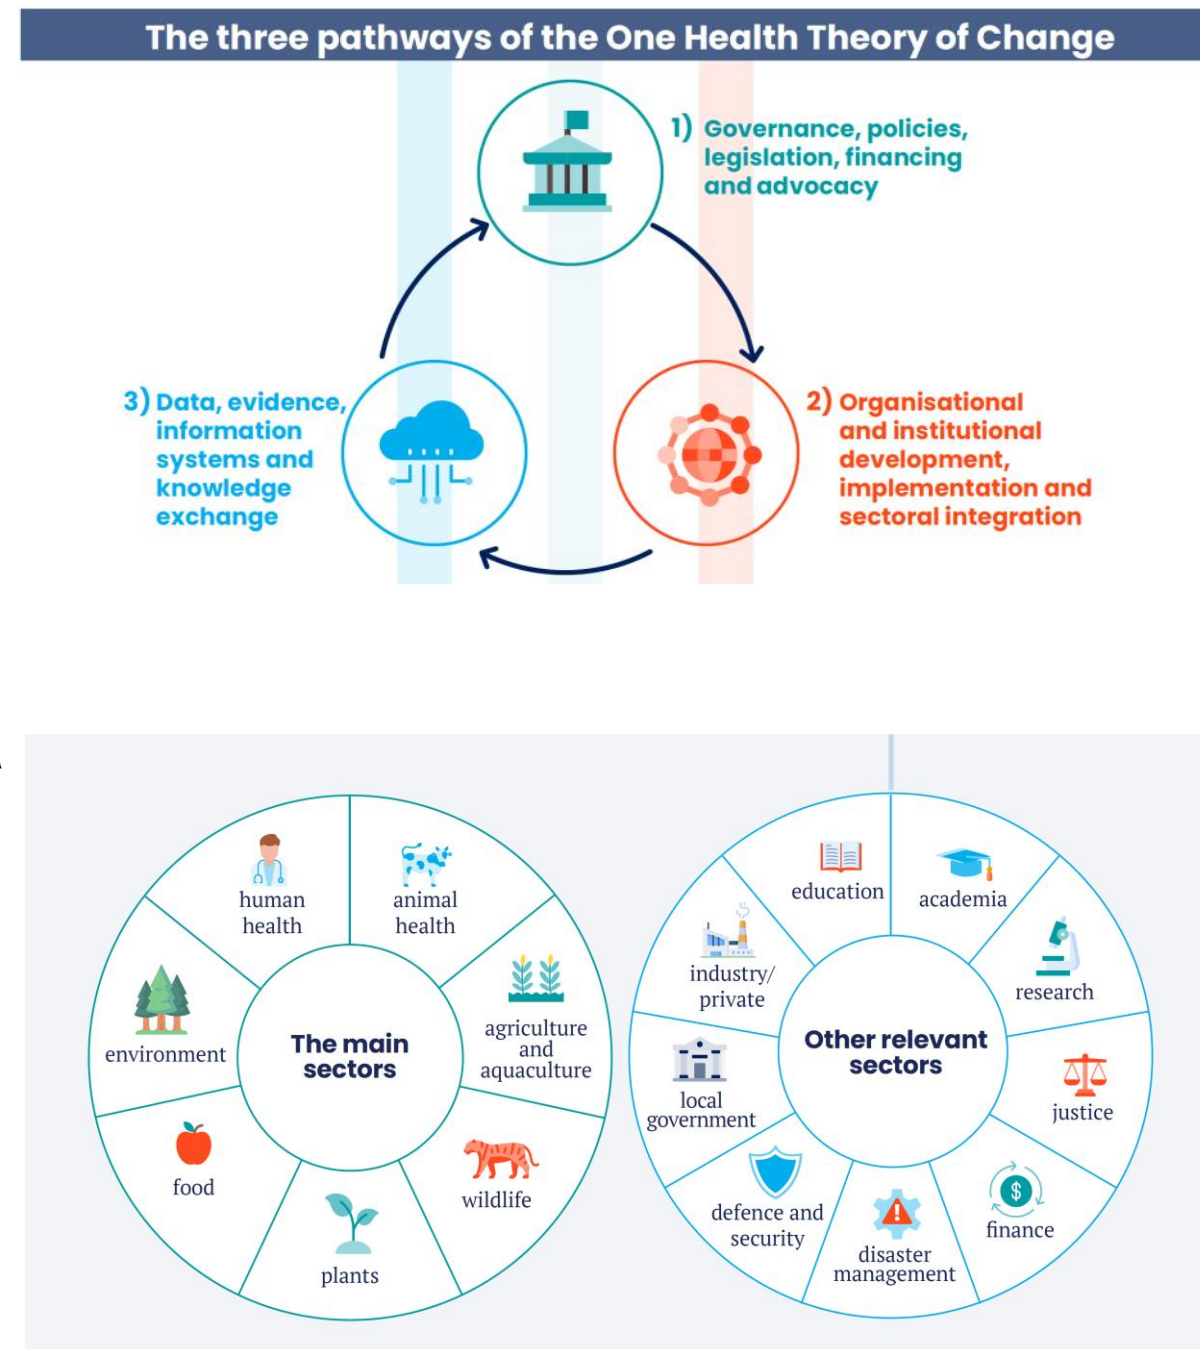 The three pathways of the One Health Theory of Change
1) Governance, policies,
legislation, financing
and advocacy
3) Data, evidence,
information
systems and
knowledge
exchange
2) Organisational
and institutional
development,
implementation and
sectoral integration
human
health
animal
health
agriculture
and
aquaculture
wildlife
plants
food
environment
The main
sectors
education
academia
research
justice
finance
$
disaster
management
defence and
security
local
government
industry/
private
Other relevant
sectors